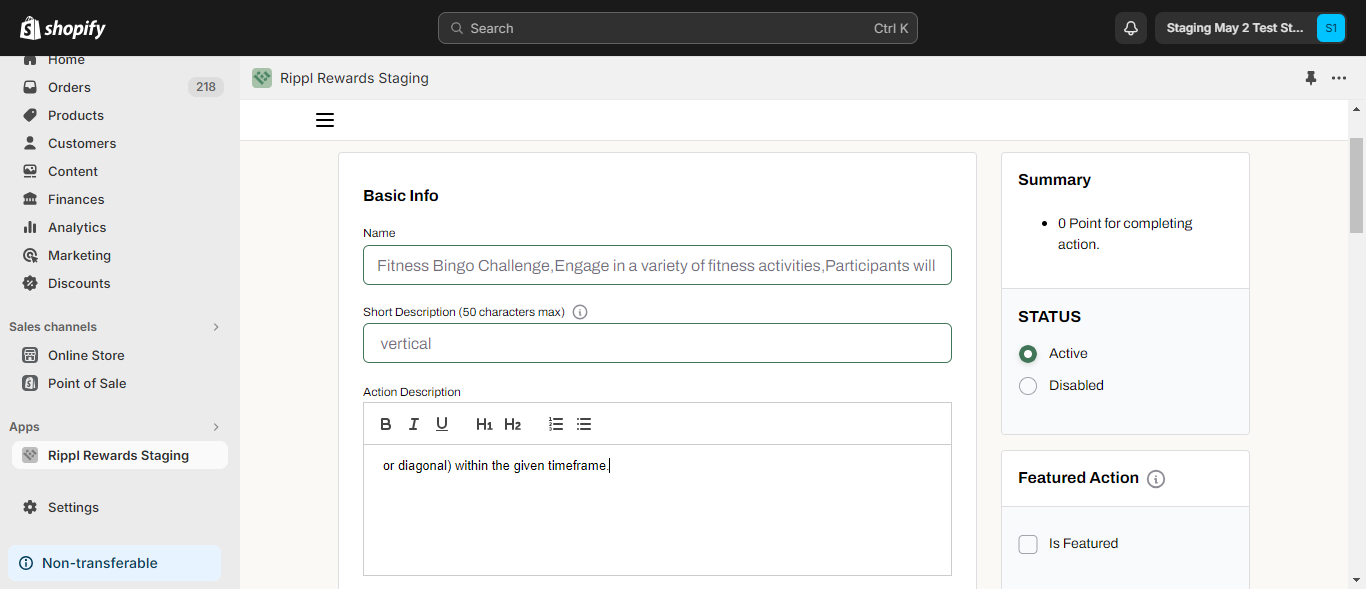 shopify
Search
Ctrl K
Staging May 2 Test St...
S1
Home
Orders
218
Products
Customers
Content
Finances
Analytics
Marketing
Discounts
Sales channels
Online Store
Point of Sale
Apps
Rippl Rewards Staging
Settings
Non-transferable
Rippl Rewards Staging
Basic Info
Name
Fitness Bingo Challenge,Engage in a variety of fitness activities,Participants will
Short Description (50 characters max)
vertical
Action Description
B I U H1 H2
or diagonal) within the given timeframe.
Summary
• 0 Point for completing
action.
STATUS
Active
Disabled
Featured Action
Is Featured